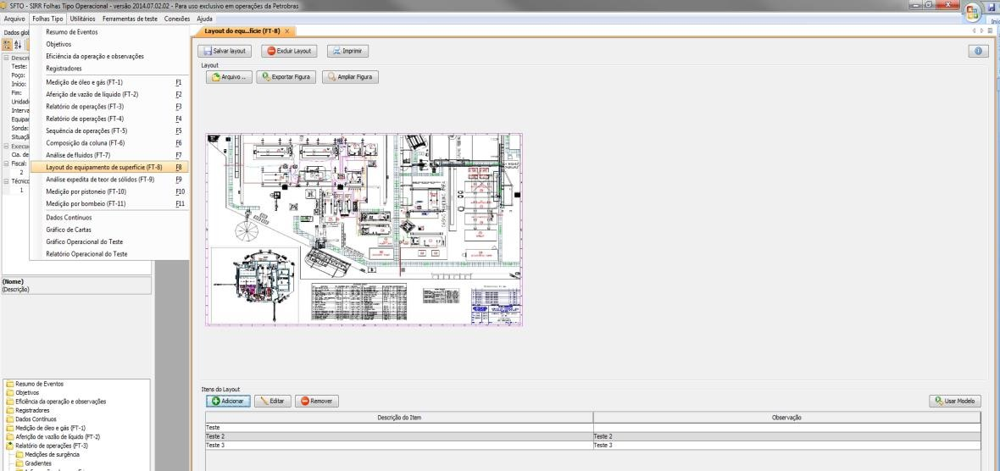 SFTO - SIRR Folhas Tipo Operacional - versão 2014.07.02.02 - Para uso exclusivo em operações da Petrobras
Arquivo Folhas Tipo Utilitários Ferramentas de teste Conexões Ajuda
Dados glo
Descri
Teste:
Poço:
Início:
Fim:
Unidad
Interva
Equipar
Sonda:
Situaçã
Execu
Cia. de
Fiscal:
2
Técnico
1
(Nome)
(Descrição)
Resumo de Eventos
Objetivos
Eficiência da operação e observações
Registradores
Medição de óleo e gás (FT-1) F1
Aferição de vazão de líquido (FT-2) F2
Relatório de operações (FT-3) F3
Relatório de operações (FT-4) F4
Sequência de operações (FT-5) F5
Composição da coluna (FT-6) F6
Análise de fluidos (FT-7) F7
Layout do equipamento de superfície (FT-8) F8
Análise expedita de teor de sólidos (FT-9) F9
Medição por pistoneio (FT-10) F10
Medição por bombeio (FT-11) F11
Dados Contínuos
Gráfico de Cartas
Gráfico Operacional do Teste
Relatório Operacional do Teste
Resumo de Eventos
Objetivos
Eficiência da operação e observações
Registradores
Dados Contínuos
Medição de óleo e gás (FT-1)
Aferição de vazão de líquido (FT-2)
Relatório de operações (FT-3)
Medições de surgência
Gradientes
Layout do equ...fície (FT-8)
Salvar layout Excluir Layout Imprimir
Layout
Arquivo .. Exportar Figura Ampliar Figura
Itens do Layout
Adicionar Editar Remover Usar Modelo
Descrição do Item Observação
Teste
Teste 2 Teste 2
Teste 3 Teste 3